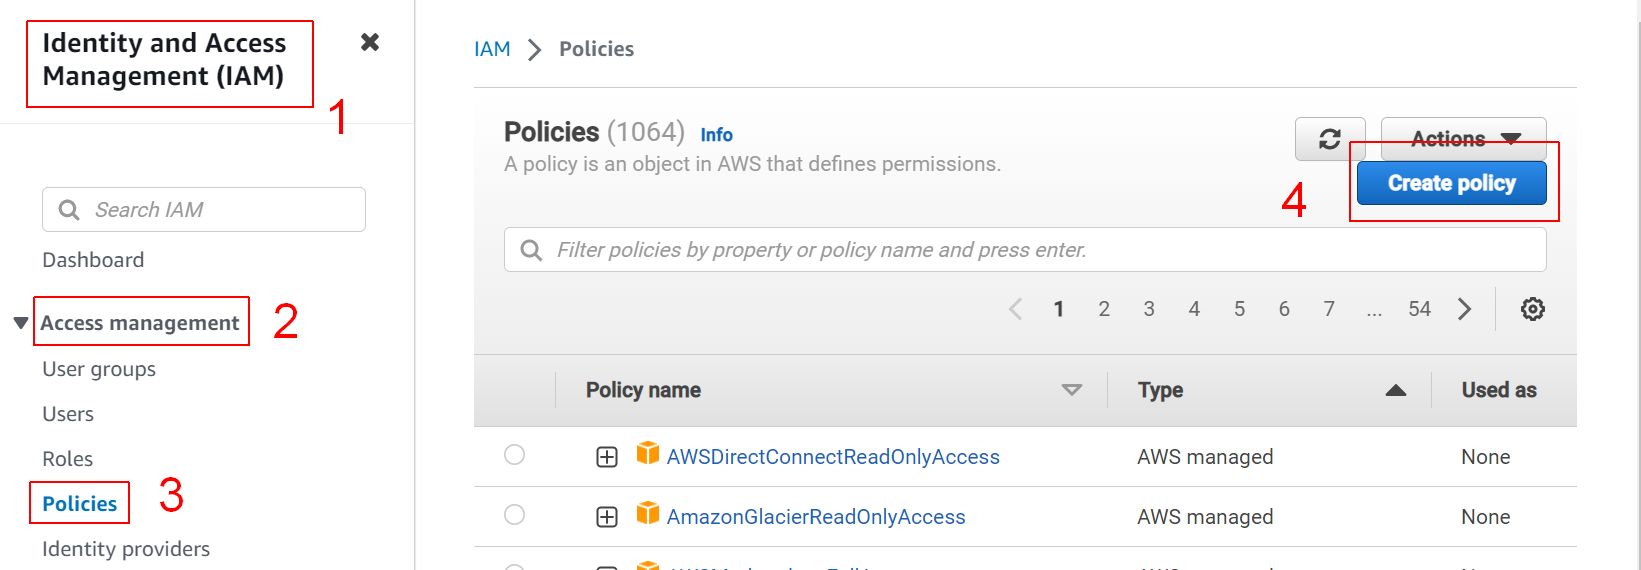 Identity and Access
Management (IAM)
1
Search IAM
Dashboard
Access management
2
User groups
Users
Roles
Policies
3
Identity providers
IAM
Policies
Policies (1064) Info
A policy is an object in AWS that defines permissions.
Actions
Create policy
4
Filter policies by property or policy name and press enter.
1 2 3 4 5 6 7 ... 54
Policy name Type Used as
AWSDirectConnectReadOnlyAccess AWS managed None
AmazonGlacierReadOnlyAccess AWS managed None